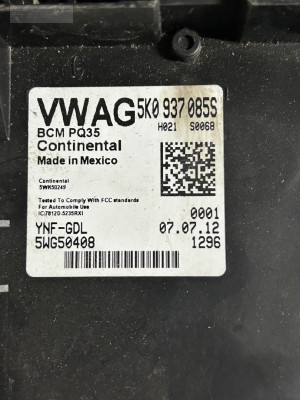 VWAG 5K0 937 085S
BCM PQ35 H021 S0068
Continental
Made in Mexico
Continental
5WK50249
Tested To Comply With FCC standards
For Automobile Use
IC(7812D-5235RXI)
0001
YNF-GDL 07.07.12
5WG50408 1296